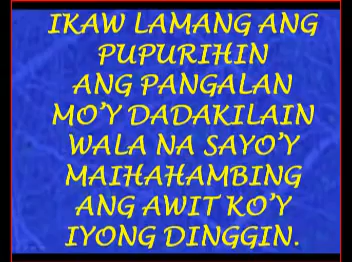 IKAW LAMANG ANG
PUPURIHIN
ANG PANGALAN
MO'Y DADAKILAIN
WALA NA SAYO'Y
MAIHAHAMBING
ANG AWIT KO'Y
IYONG DINGGIN.